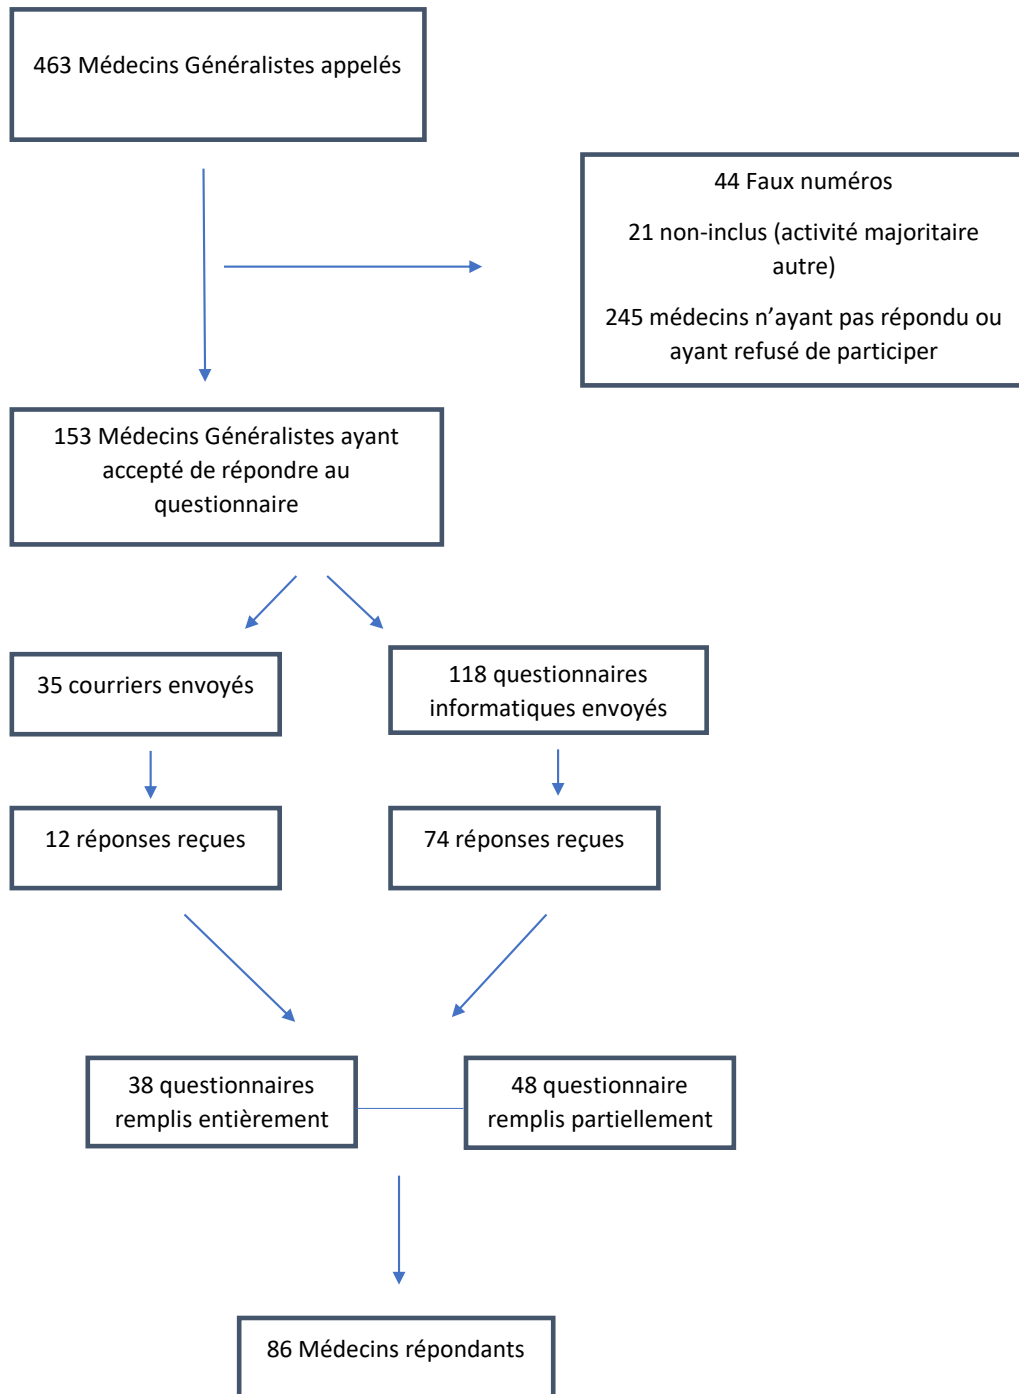 463 Médecins Généralistes appelés
44 Faux numéros
21 non-inclus (activité majoritaire
autre)
245 médecins n’ayant pas répondu ou
ayant refusé de participer
153 Médecins Généralistes ayant
accepté de répondre au
questionnaire
35 courriers envoyés
118 questionnaires
informatiques envoyés
12 réponses reçues
74 réponses reçues
38 questionnaires
remplis entièrement
48 questionnaire
remplis partiellement
86 Médecins répondants